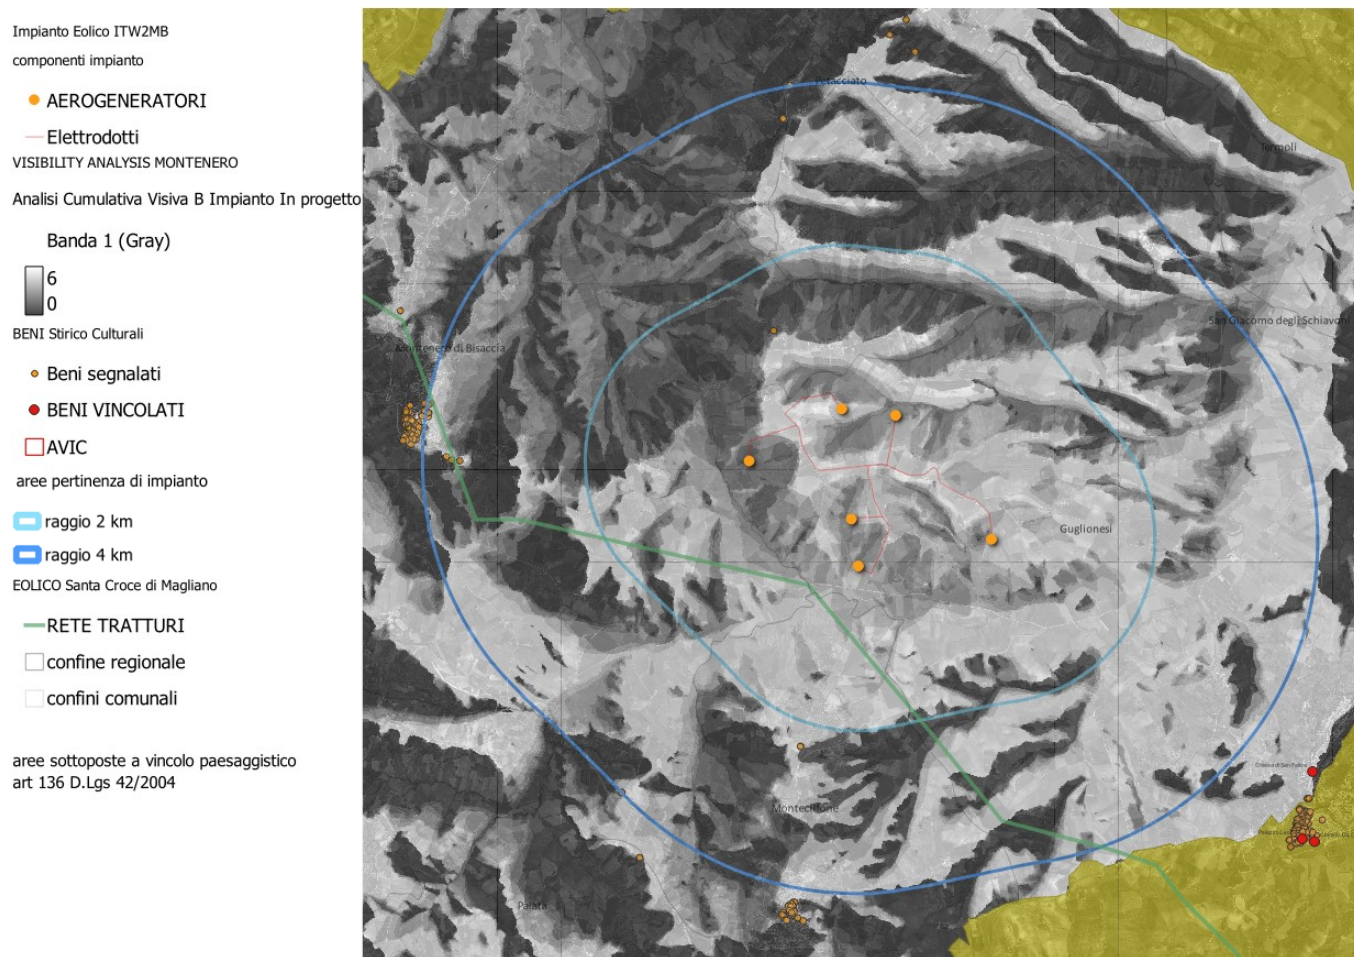 Impianto Eolico ITW2MB
componenti impianto
AEROGENERATORI
Elettrodotti
VISIBILITY ANALYSIS MONTENERO
Analisi Cumulativa Visiva B Impianto In progetto
Banda 1 (Gray)
6
0
BENI Stirico Culturali
Beni segnalati
BENI VINCOLATI
AVIC
aree pertinenza di impianto
raggio 2 km
raggio 4 km
EOLICO Santa Croce di Magliano
RETE TRATTURI
confine regionale
confini comunali
aree sottoposte a vincolo paesaggistico
art 136 D.Lgs 42/2004
Petacciato
Termoli
San Giacomo degli Schiavoni
Montenero di Bisaccia
Guglionesi
Montecilfone
Palata